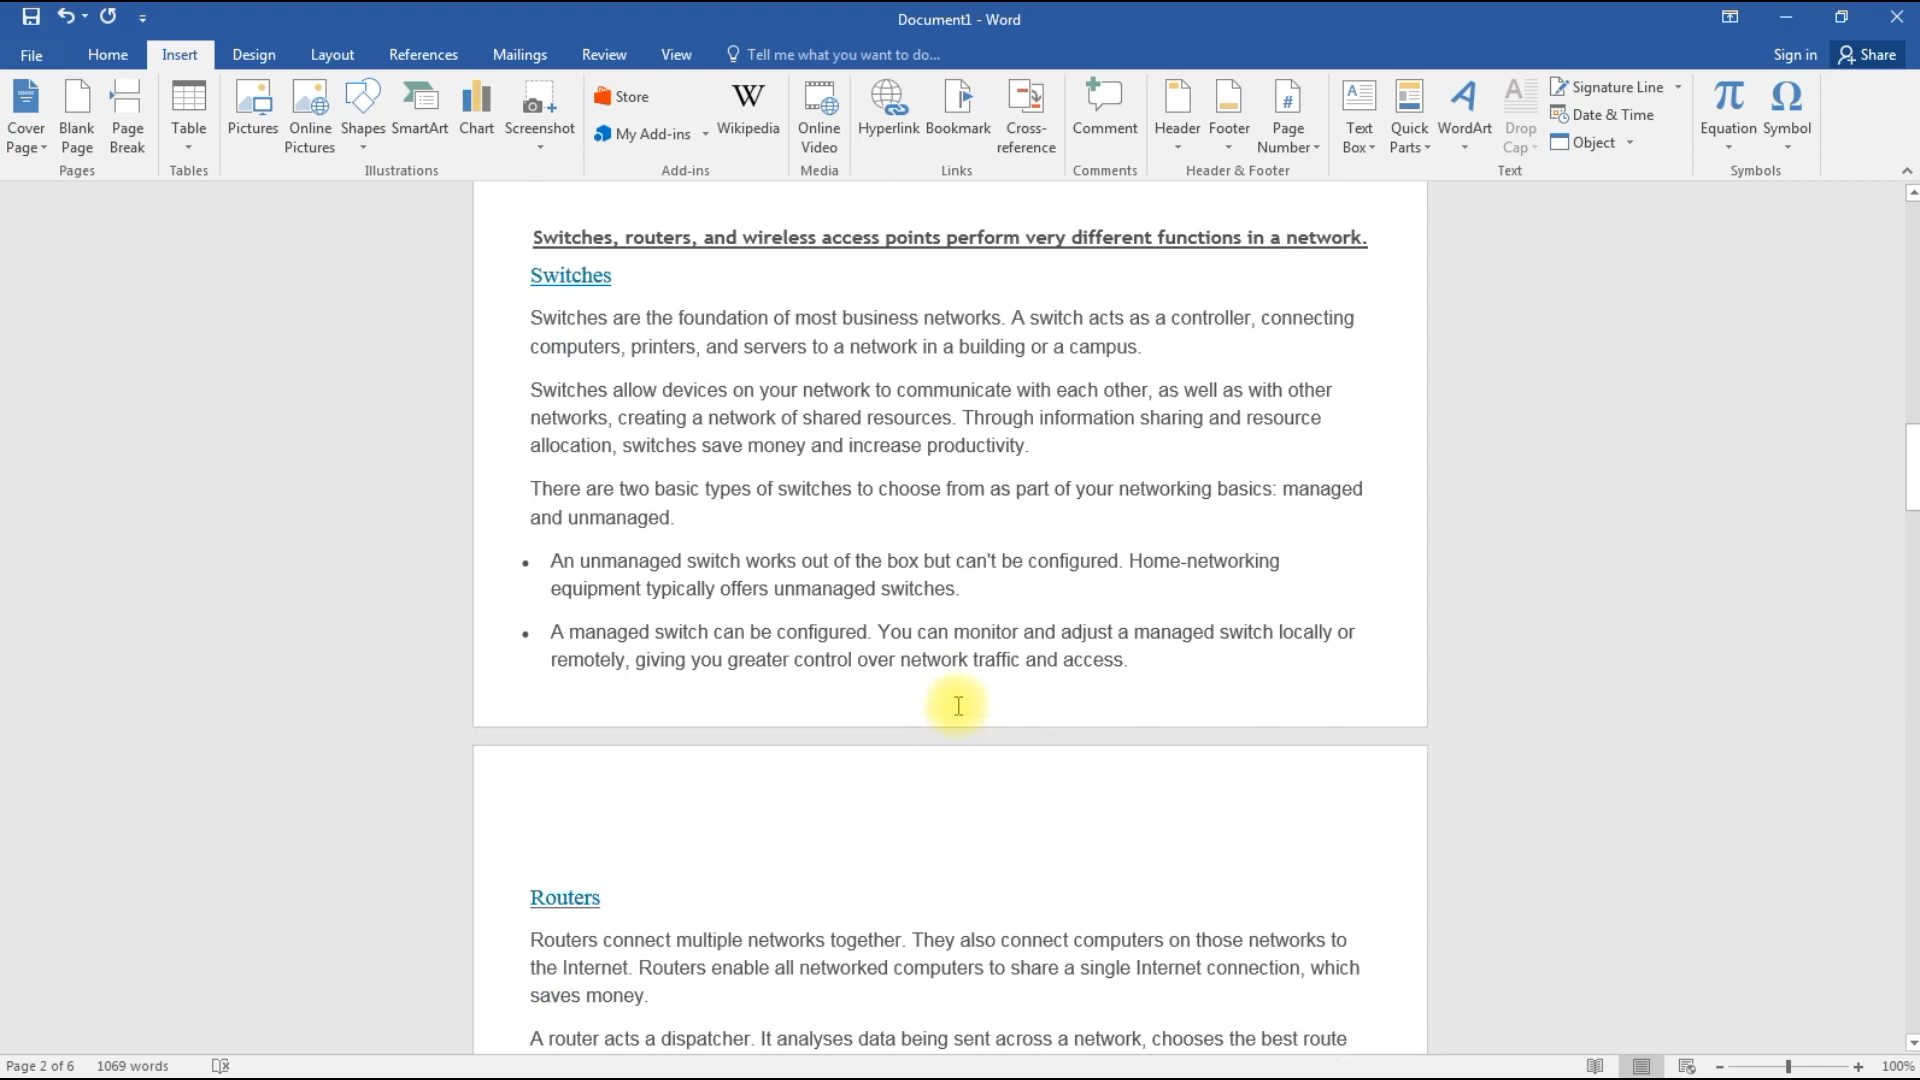 Document1 - Word
File Home Insert Design Layout References Mailings Review View Tell me what you want to do... Sign in Share
Cover Page
Blank Page
Page Break
Pages
Table
Tables
Pictures
Online Pictures
Shapes
SmartArt
Chart
Screenshot
Illustrations
Store
My Add-ins
Wikipedia
Add-ins
Online Video
Media
Hyperlink
Bookmark
Cross-reference
Links
Comment
Comments
Header
Footer
Page Number
Header & Footer
Text Box
Quick Parts
WordArt
Drop Cap
Signature Line
Date & Time
Object
Text
Equation
Symbol
Symbols
Switches, routers, and wireless access points perform very different functions in a network.
Switches
Switches are the foundation of most business networks. A switch acts as a controller, connecting
computers, printers, and servers to a network in a building or a campus.
Switches allow devices on your network to communicate with each other, as well as with other
networks, creating a network of shared resources. Through information sharing and resource
allocation, switches save money and increase productivity.
There are two basic types of switches to choose from as part of your networking basics: managed
and unmanaged.
• An unmanaged switch works out of the box but can't be configured. Home-networking
equipment typically offers unmanaged switches.
• A managed switch can be configured. You can monitor and adjust a managed switch locally or
remotely, giving you greater control over network traffic and access.
Routers
Routers connect multiple networks together. They also connect computers on those networks to
the Internet. Routers enable all networked computers to share a single Internet connection, which
saves money.
A router acts a dispatcher. It analyses data being sent across a network, chooses the best route
Page 2 of 6 1069 words 100%